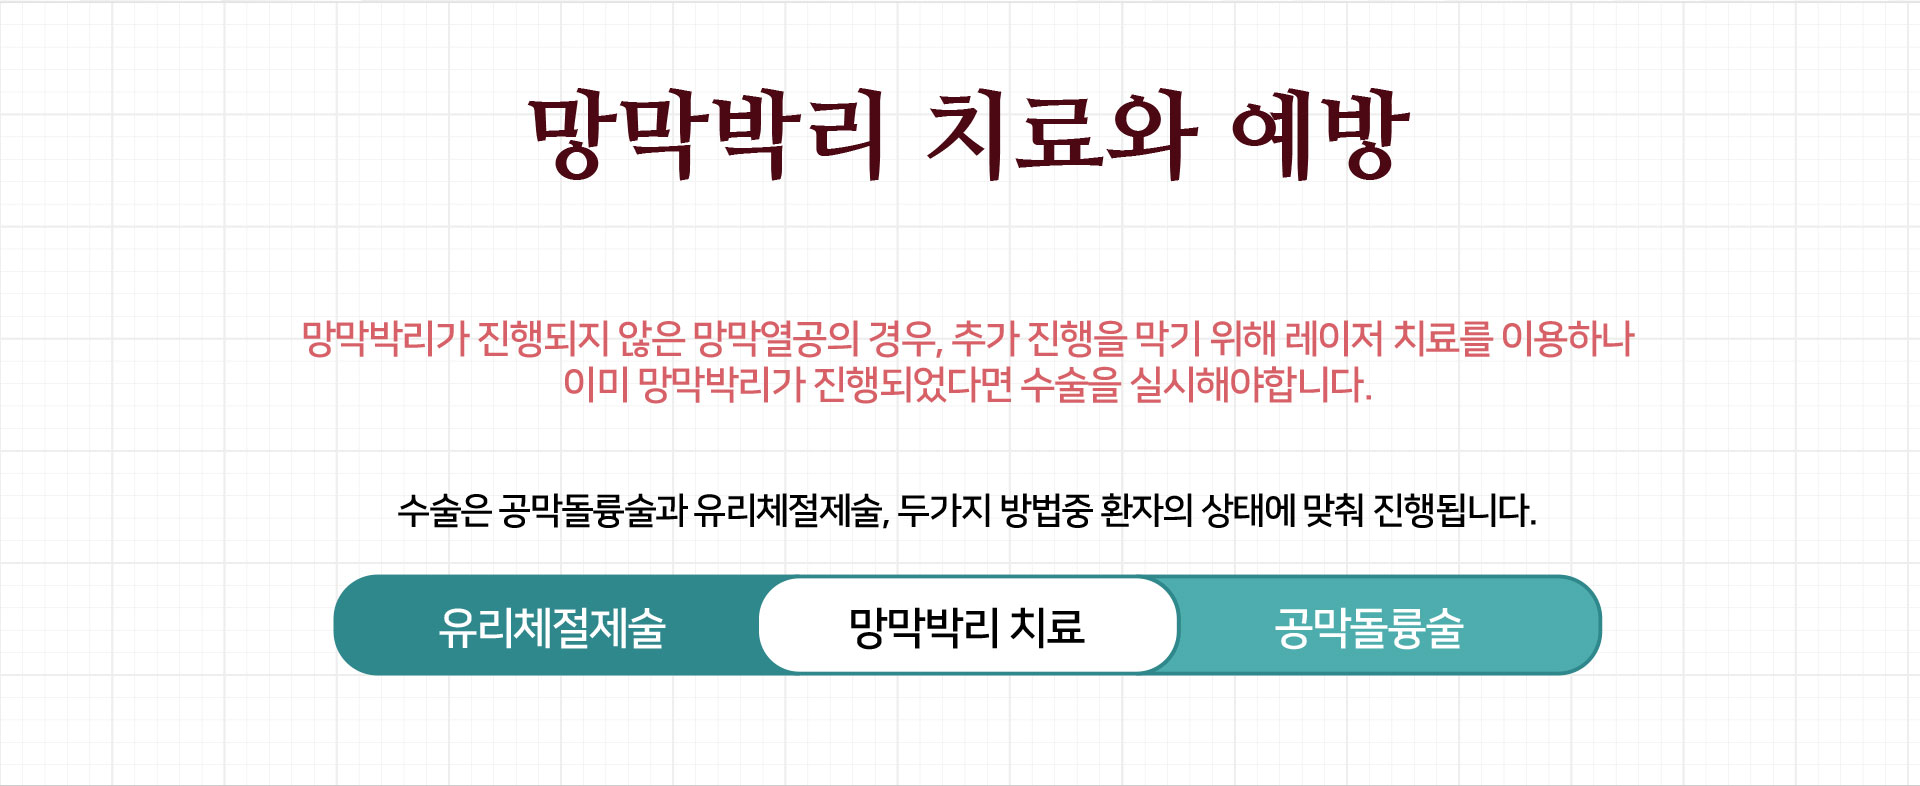 망막박리 치료와 예방
망막박리가 진행되지 않은 망막열공의 경우, 추가 진행을 막기 위해 레이저 치료를 이용하나
이미 망막박리가 진행되었다면 수술을 실시해야합니다.
수술은 공막돌륭술과 유리체절제술, 두가지 방법중 환자의 상태에 맞춰 진행됩니다.
유리체절제술
망막박리 치료
공막돌륭술